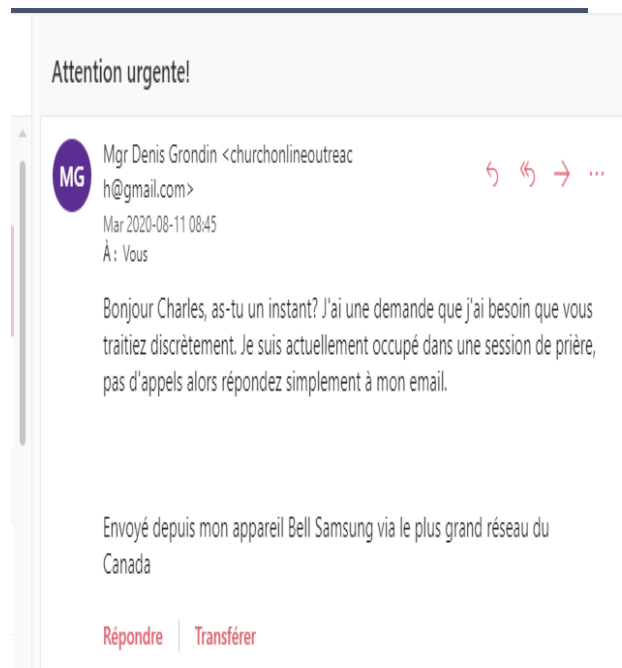 Attention urgente!
MG
Mgr Denis Grondin <churchonlineoutreac
h@gmail.com>
Mar 2020-08-11 08:45
À : Vous
Bonjour Charles, as-tu un instant? J'ai une demande que j'ai besoin que vous
traitiez discrètement. Je suis actuellement occupé dans une session de prière,
pas d'appels alors répondez simplement à mon email.
Envoyé depuis mon appareil Bell Samsung via le plus grand réseau du
Canada
Répondre | Transférer